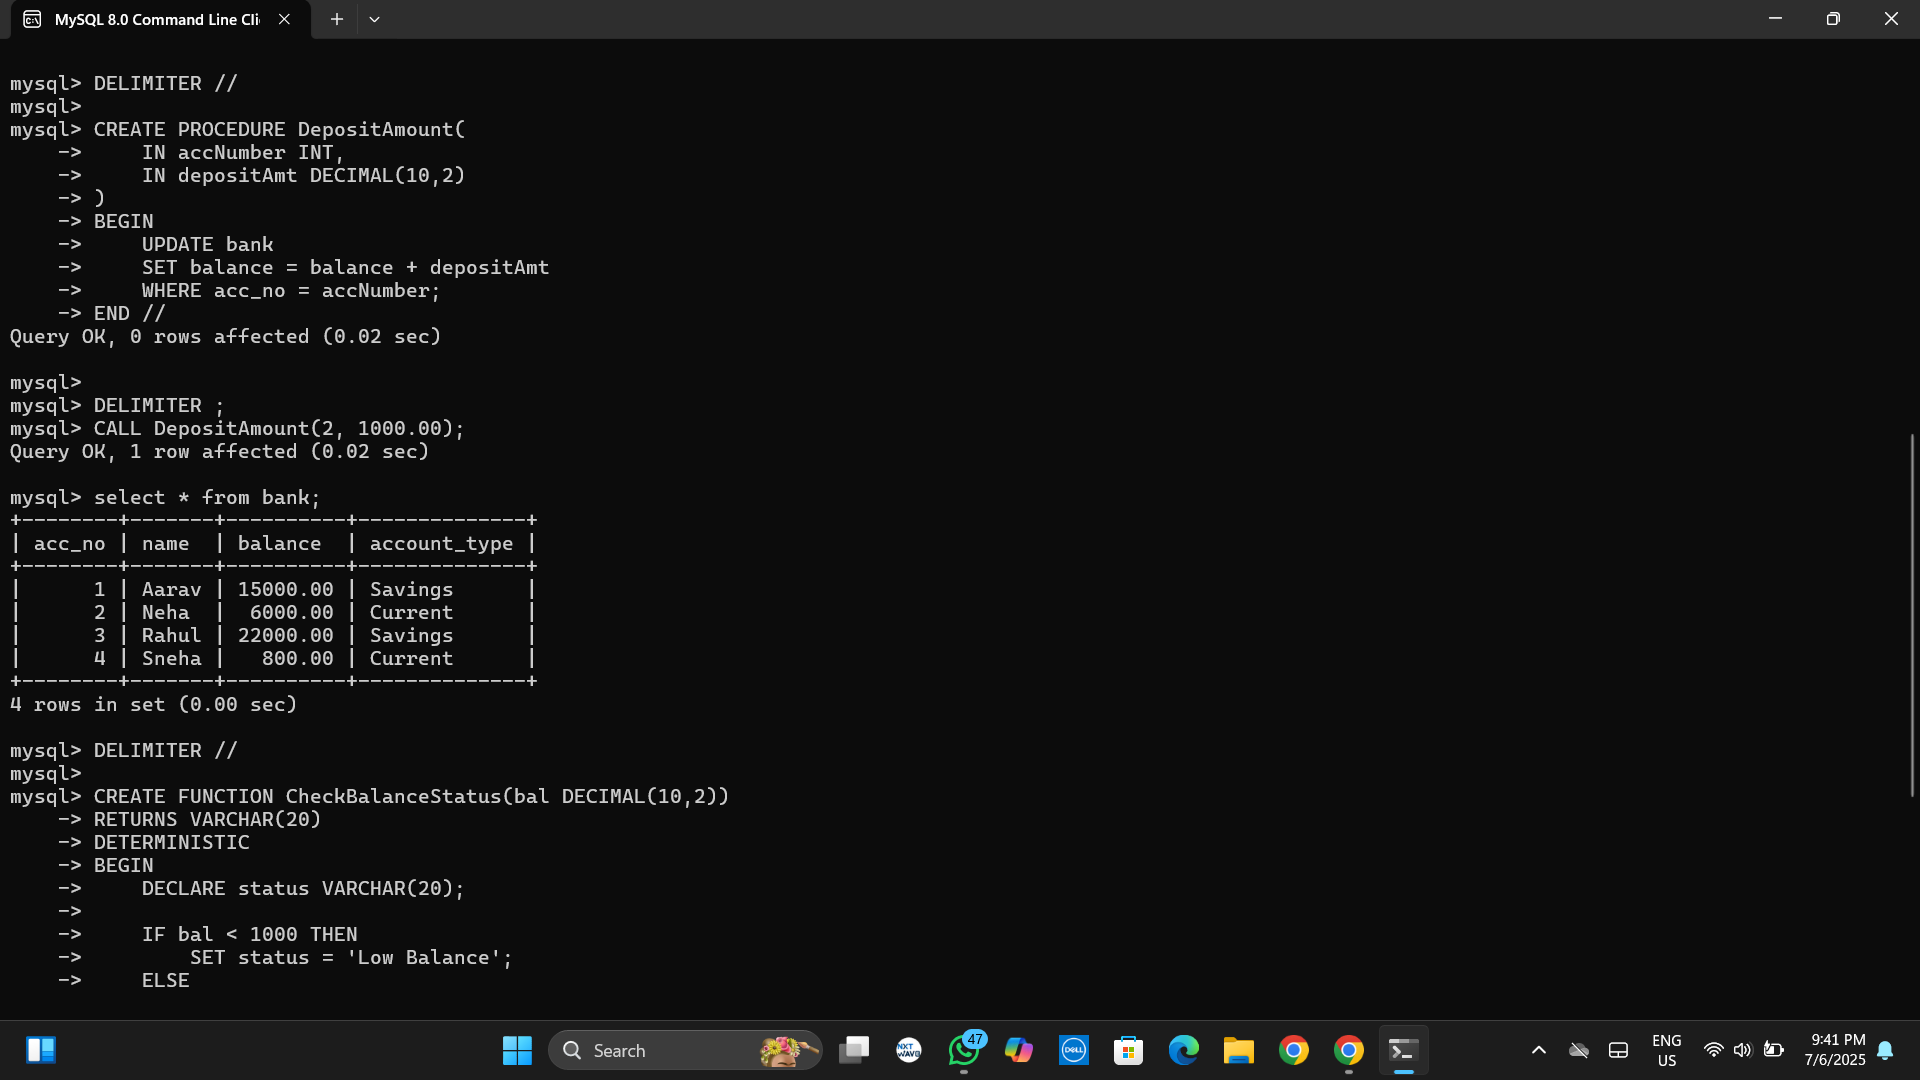 MySQL 8.0 Command Line Cli
mysql> DELIMITER //
mysql>
mysql> CREATE PROCEDURE DepositAmount(
    ->     IN accNumber INT,
    ->     IN depositAmt DECIMAL(10,2)
    -> )
    -> BEGIN
    ->     UPDATE bank
    ->     SET balance = balance + depositAmt
    ->     WHERE acc_no = accNumber;
    -> END //
Query OK, 0 rows affected (0.02 sec)
mysql>
mysql> DELIMITER ;
mysql> CALL DepositAmount(2, 1000.00);
Query OK, 1 row affected (0.02 sec)
mysql> select * from bank;
+--------+-------+----------+--------------+
| acc_no | name  | balance  | account_type |
+--------+-------+----------+--------------+
|      1 | Aarav | 15000.00 | Savings      |
|      2 | Neha  |  6000.00 | Current      |
|      3 | Rahul | 22000.00 | Savings      |
|      4 | Sneha |   800.00 | Current      |
+--------+-------+----------+--------------+
4 rows in set (0.00 sec)
mysql> DELIMITER //
mysql>
mysql> CREATE FUNCTION CheckBalanceStatus(bal DECIMAL(10,2))
    -> RETURNS VARCHAR(20)
    -> DETERMINISTIC
    -> BEGIN
    ->     DECLARE status VARCHAR(20);
    ->
    ->     IF bal < 1000 THEN
    ->         SET status = 'Low Balance';
    ->     ELSE
Search
NXT
WAVE
47
DELL
ENG
US
9:41 PM
7/6/2025